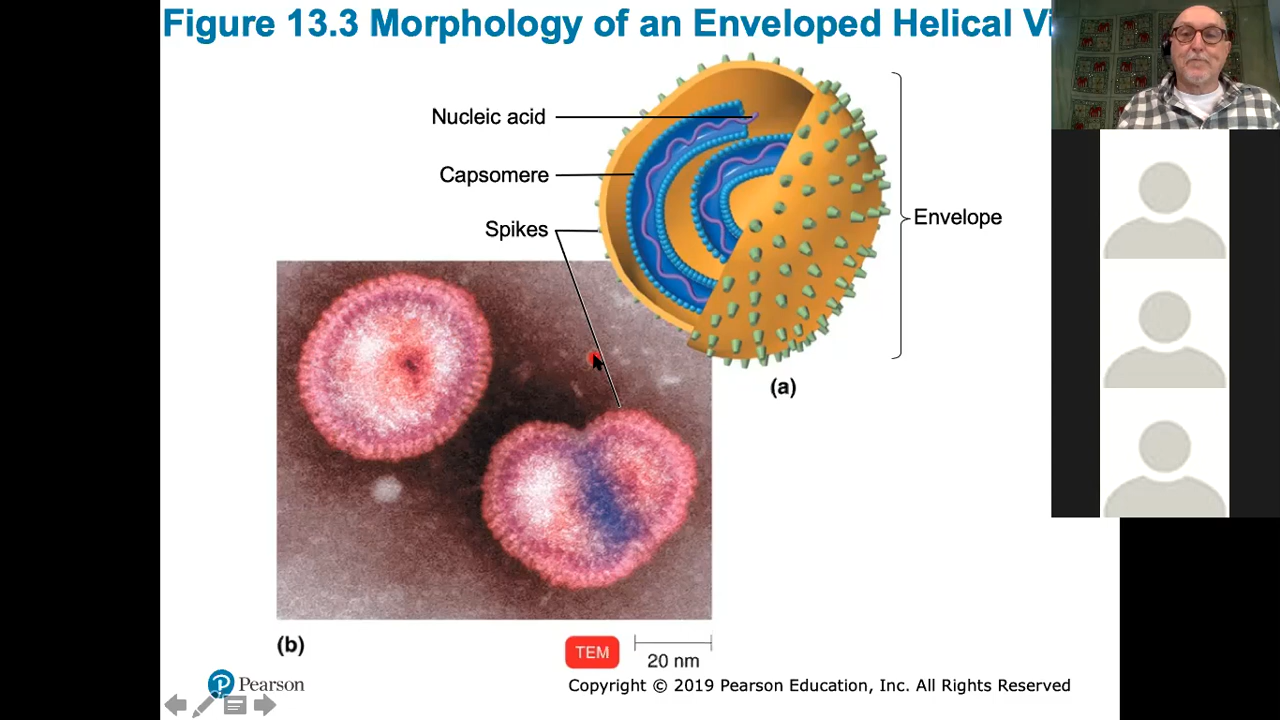 Figure 13.3 Morphology of an Enveloped Helical Vi
Nucleic acid
Capsomere
Spikes
Envelope
(a)
(b)
TEM
20 nm
Pearson
Copyright © 2019 Pearson Education, Inc. All Rights Reserved